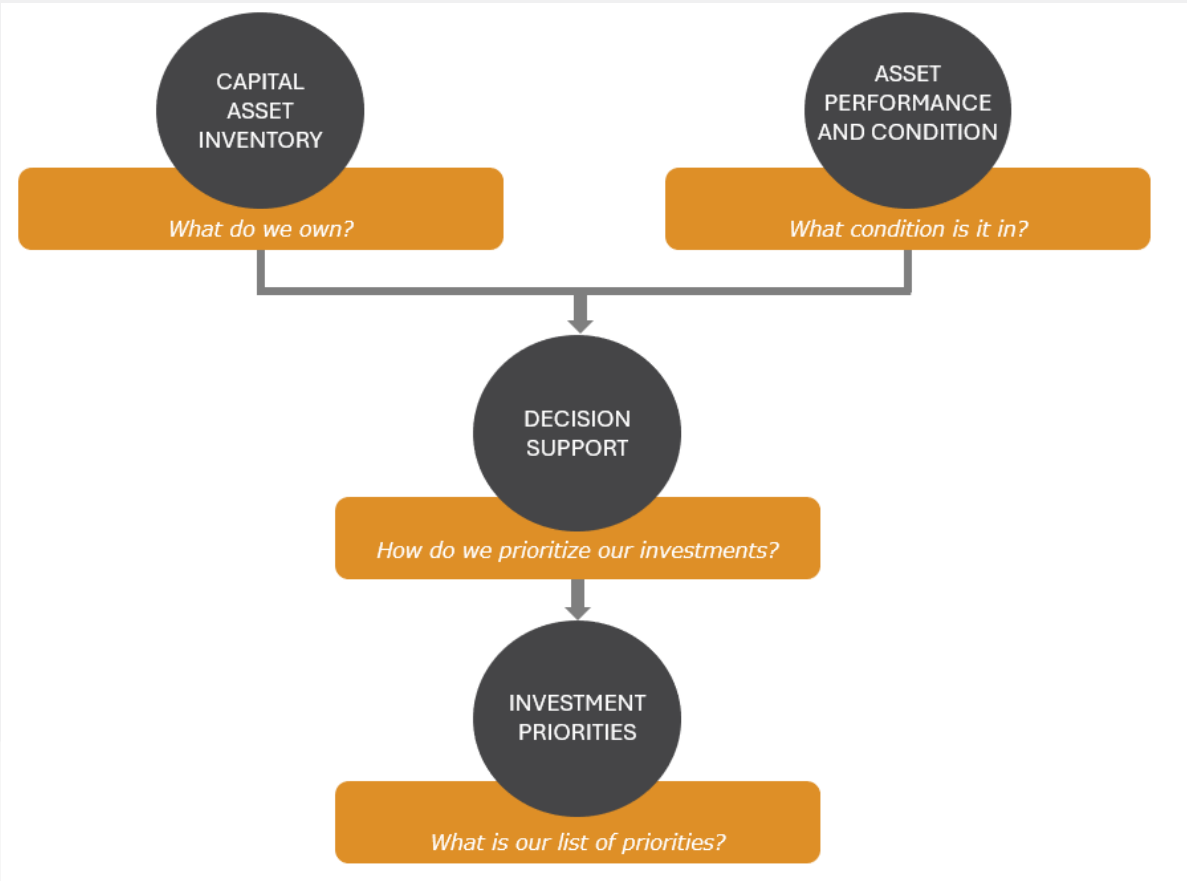 CAPITAL
ASSET
INVENTORY
What do we own?
ASSET
PERFORMANCE
AND CONDITION
What condition is it in?
DECISION
SUPPORT
How do we prioritize our investments?
INVESTMENT
PRIORITIES
What is our list of priorities?